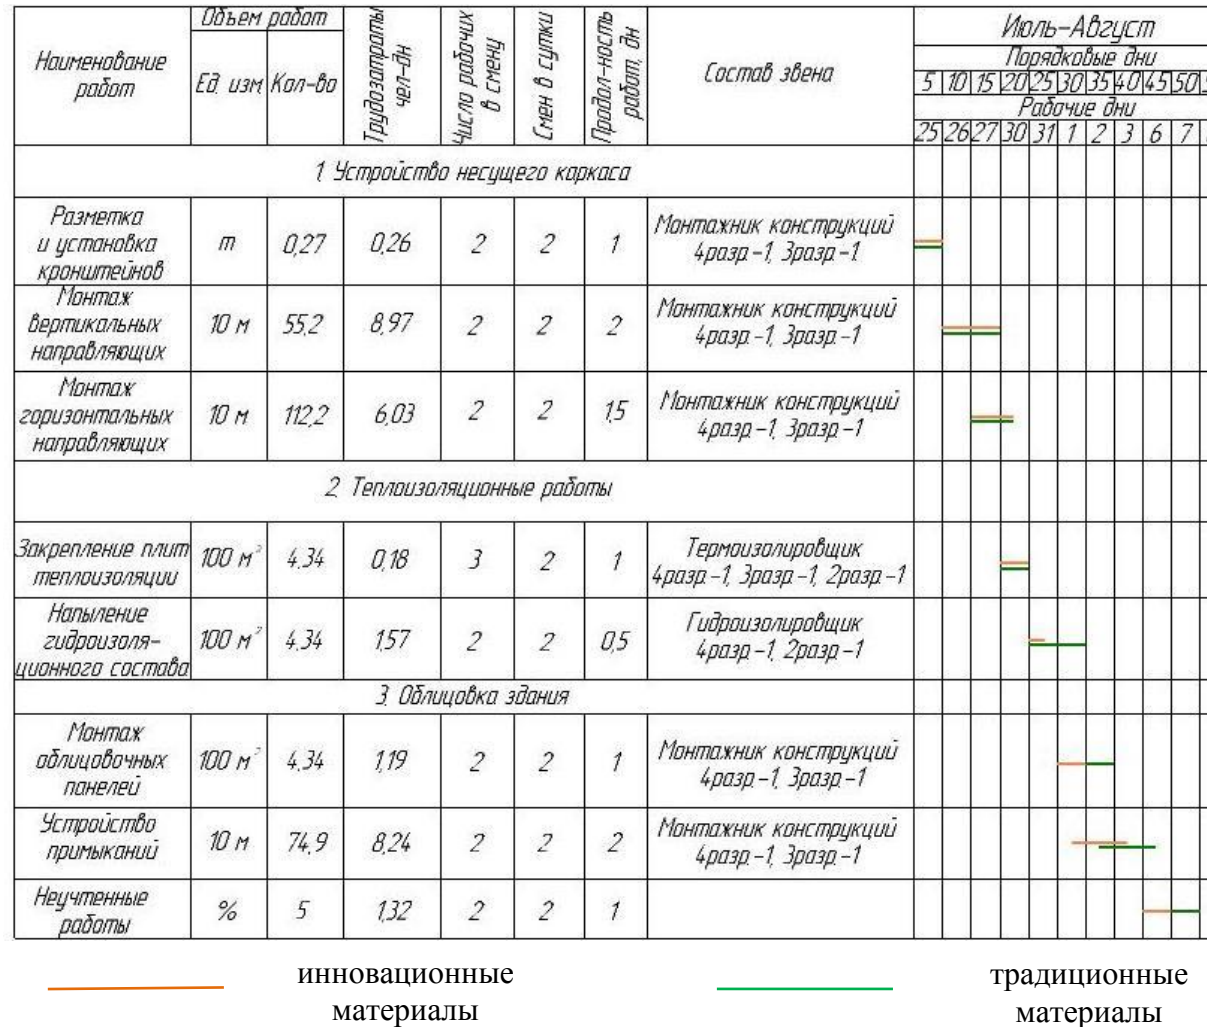 Наименование
работ
Объем работ
Ед. изм
Кол-во
Трудозатраты
чел-дн
Число рабочих
в смену
Смен в сутки
Продол-ность
работ, дн
Состав звена
Июль-Август
Порядковые дни
5 10 15 20 25 30 35 40 45 50
Рабочие дни
25 26 27 30 31 1 2 3 6 7
1. Устройство несущего каркаса
Разметка
и установка
кронштейнов
т
0,27
0,26
2
2
1
Монтажник конструкций
4разр.-1, 3разр.-1
Монтаж
вертикальных
направляющих
10 м
55,2
8,97
2
2
2
Монтажник конструкций
4разр.-1, 3разр.-1
Монтаж
горизонтальных
направляющих
10 м
112,2
6,03
2
2
1,5
Монтажник конструкций
4разр.-1, 3разр.-1
2. Теплоизоляционные работы
Закрепление плит
теплоизоляции
100 м²
4,34
0,18
3
2
1
Термоизолировщик
4разр.-1, 3разр.-1, 2разр.-1
Напыление
гидроизоля-
ционного состава
100 м²
4,34
1,57
2
2
0,5
Гидроизолировщик
4разр.-1, 2разр.-1
3. Облицовка здания
Монтаж
облицовочных
панелей
100 м²
4,34
1,19
2
2
1
Монтажник конструкций
4разр.-1, 3разр.-1
Устройство
примыканий
10 м
74,9
8,24
2
2
2
Монтажник конструкций
4разр.-1, 3разр.-1
Неучтенные
работы
%
5
1,32
2
2
1
инновационные
материалы
традиционные
материалы